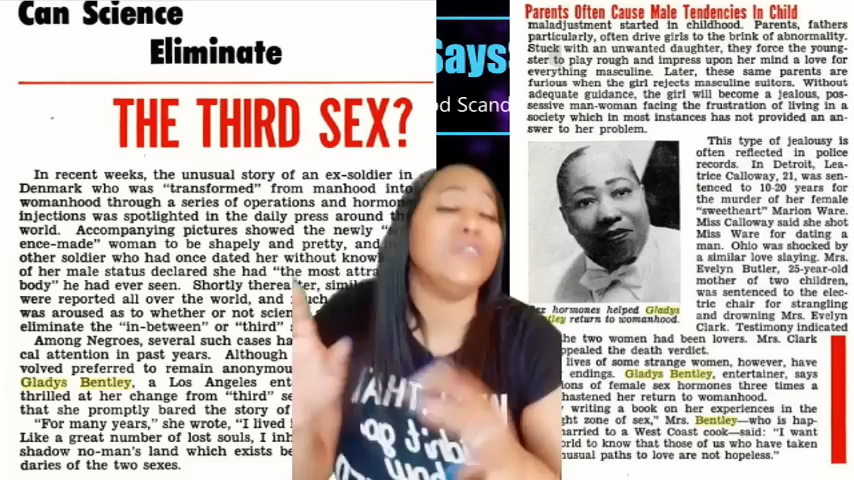 Can Science
Eliminate
THE THIRD SEX?
In recent weeks, the unusual story of an ex-soldier in
Denmark who was “transformed” from manhood into
womanhood through a series of operations and hormone
injections was spotlighted in the daily press around the
world. Accompanying pictures showed the newly
ence-made” woman to be shapely and pretty, and
other soldier who had once dated her without
of her male status declared she had “the most
body” he had ever seen. Shortly
were reported all over the world, and
was aroused as to whether or not
eliminate the “in-between” or “third”
Among Negroes, several such cases
cal attention in past years. Although
volved preferred to remain
Gladys Bentley, a Los Angeles
thrilled at her change from “third”
that she promptly bared the story of
“For many years,” she wrote, “I lived
Like a great number of lost souls, I
shadow no-man's land which exists
daries of the two sexes.
Says
od Scand
Parents Often Cause Male Tendencies In Child
maladjustment started in childhood. Parents, fathers
particularly, often drive girls to the brink of abnormality.
Stuck with an unwanted daughter, they force the young-
ster to play rough and impress upon her mind a love for
everything masculine. Later, these same parents are
furious when the girl rejects masculine suitors. Without
adequate guidance, the girl will become a jealous, pos-
sessive man-woman facing the frustration of living in a
society which in most instances has not provided an an-
swer to her problem.
This type of jealousy is
often reflected in police
records. In Detroit, Lea-
trice Calloway, 21, was sen-
tenced to 10-20 years for
the murder of her female
“sweetheart” Marion Ware.
Miss Calloway said she shot
Miss Ware for dating a
man. Ohio was shocked by
a similar love slaying. Mrs.
Evelyn Butler, 25-year-old
mother of two children,
was sentenced to the elec-
tric chair for strangling
and drowning Mrs. Evelyn
Clark. Testimony indicated
hormones helped Gladys
return to womanhood.
the two women had been lovers. Mrs. Clark
appealed the death verdict.
lives of some strange women, however, have
endings. Gladys Bentley, entertainer, says
of female sex hormones three times a
hastened her return to womanhood.
writing a book on her experiences in the
zone of sex,” Mrs. Bentley—who is hap-
married to a West Coast cook—said: “I want
world to know that those of us who have taken
unusual paths to love are not hopeless.”